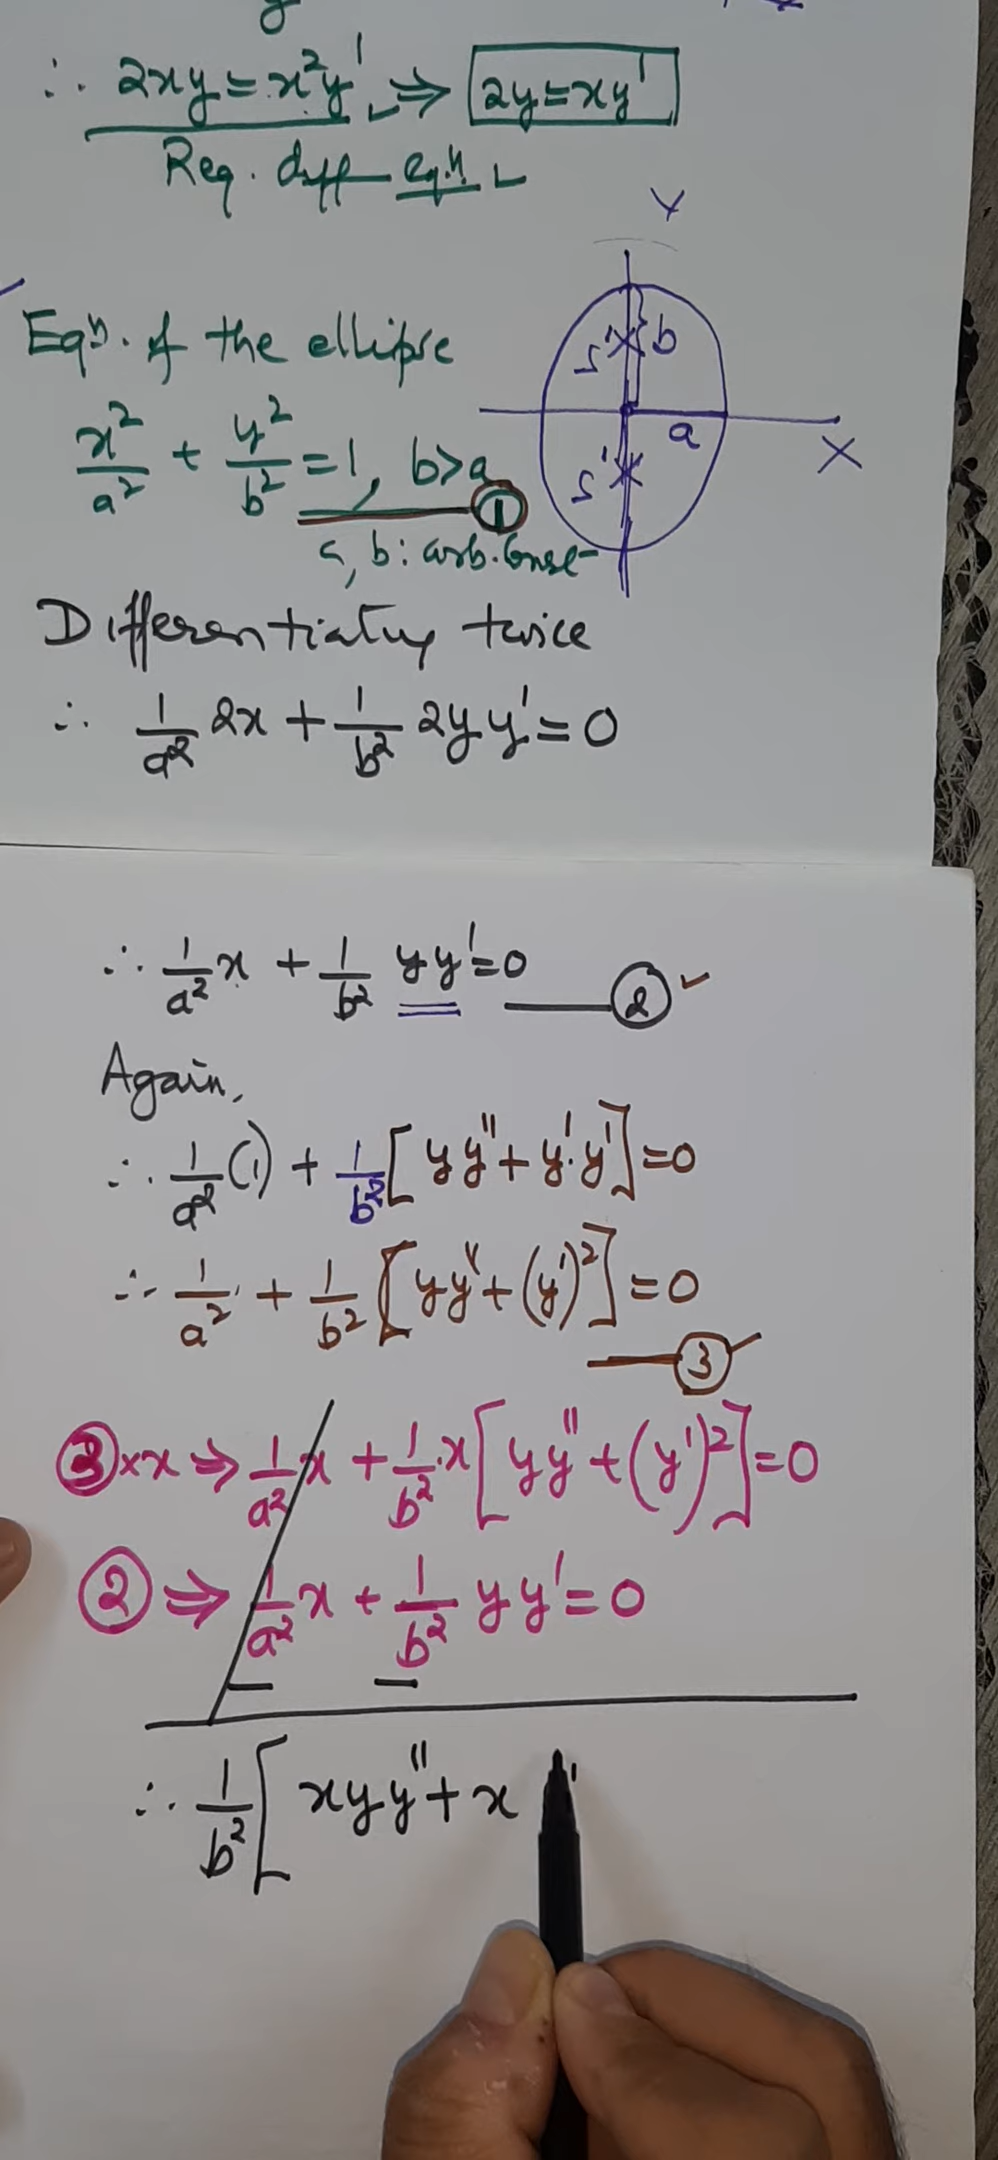 ∴ 2xy = x²y' ⇒ 2y = xy'
Req. diff eqⁿ.
Y
Eqⁿ. of the ellipse
S' b
x²/a² + y²/b² = 1, b > a ①
a
X
S'
a, b : arb. const
Differentiating twice
∴ 1/a² 2x + 1/b² 2y y' = 0
∴ 1/a² x + 1/b² yy' = 0 ②
Again,
∴ 1/a² (1) + 1/b² [yy'' + y'.y'] = 0
∴ 1/a² + 1/b² [yy'' + (y')²] = 0
③
③ × x ⇒ 1/a² x + 1/b² . x [yy'' + (y')²] = 0
② ⇒ 1/a² x + 1/b² y y' = 0
− −
∴ 1/b² [ xyy'' + x